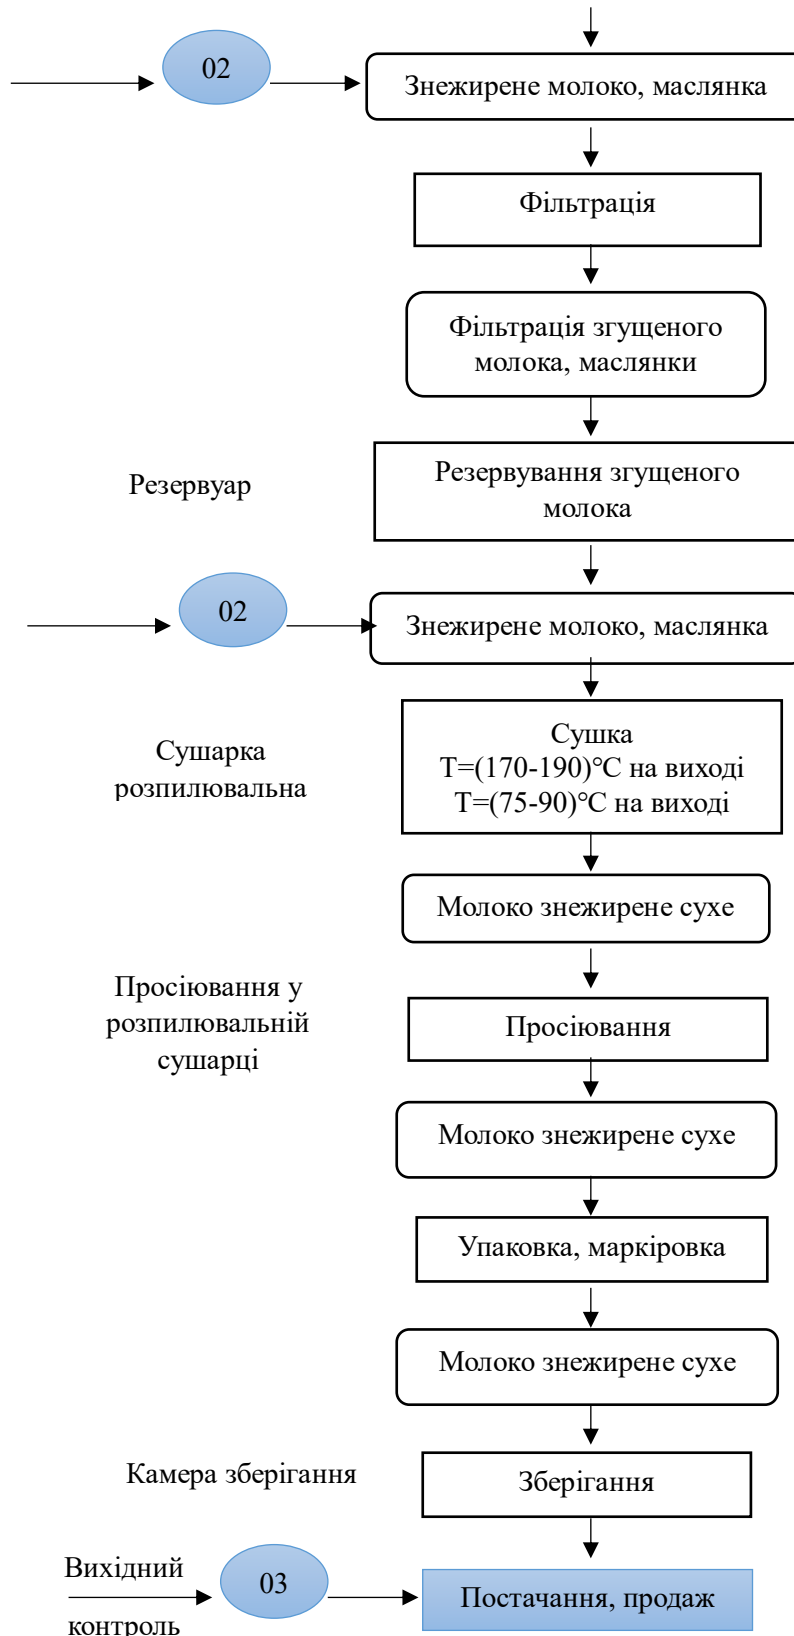 02
Знежирене молоко, маслянка
Фільтрація
Фільтрація згущеного
молока, маслянки
Резервуар
Резервування згущеного
молока
02
Знежирене молоко, маслянка
Сушарка
розпилювальна
Сушка
Т=(170-190)°С на виході
Т=(75-90)°С на виході
Молоко знежирене сухе
Просіювання у
розпилювальній
сушарці
Просіювання
Молоко знежирене сухе
Упаковка, маркіровка
Молоко знежирене сухе
Камера зберігання
Зберігання
Вихідний
контроль
03
Постачання, продаж